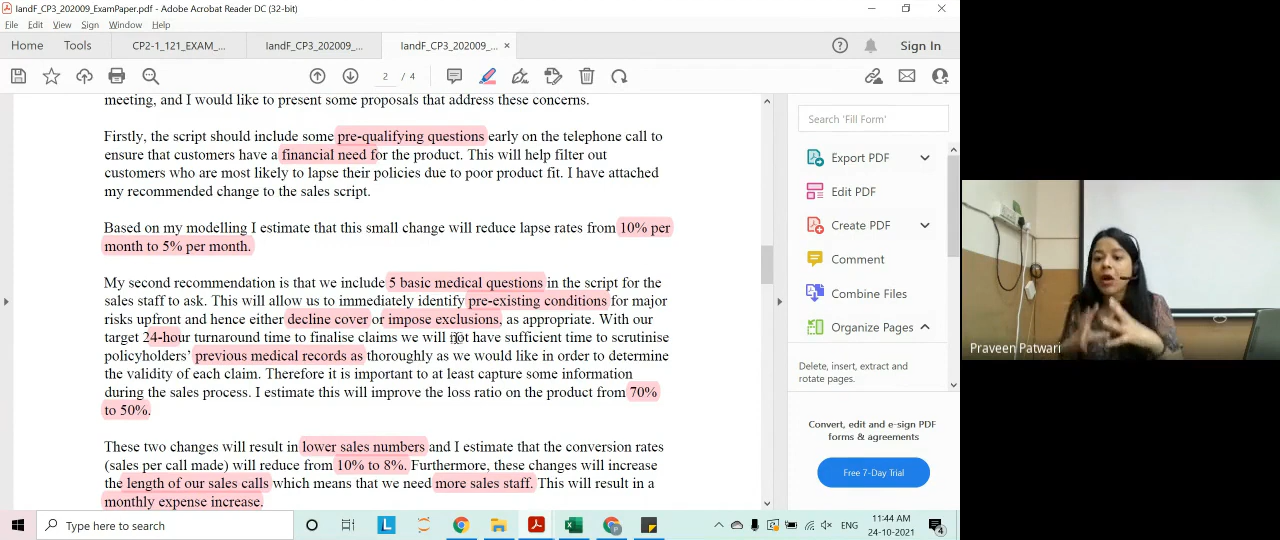 IandF_CP3_202009_ExamPaper.pdf - Adobe Acrobat Reader DC (32-bit)
File Edit View Sign Window Help
Home Tools CP2-1_121_EXAM_... IandF_CP3_202009_... IandF_CP3_202009_... × Sign In
2 / 4
meeting, and I would like to present some proposals that address these concerns.
Firstly, the script should include some pre-qualifying questions early on the telephone call to
ensure that customers have a financial need for the product. This will help filter out
customers who are most likely to lapse their policies due to poor product fit. I have attached
my recommended change to the sales script.
Based on my modelling I estimate that this small change will reduce lapse rates from 10% per
month to 5% per month.
My second recommendation is that we include 5 basic medical questions in the script for the
sales staff to ask. This will allow us to immediately identify pre-existing conditions for major
risks upfront and hence either decline cover or impose exclusions, as appropriate. With our
target 24-hour turnaround time to finalise claims we will not have sufficient time to scrutinise
policyholders' previous medical records as thoroughly as we would like in order to determine
the validity of each claim. Therefore it is important to at least capture some information
during the sales process. I estimate this will improve the loss ratio on the product from 70%
to 50%.
These two changes will result in lower sales numbers and I estimate that the conversion rates
(sales per call made) will reduce from 10% to 8%. Furthermore, these changes will increase
the length of our sales calls which means that we need more sales staff. This will result in a
monthly expense increase.
Search 'Fill Form'
Export PDF
Edit PDF
Create PDF
Comment
Combine Files
Organize Pages
Delete, insert, extract and
rotate pages.
Convert, edit and e-sign PDF
forms & agreements
Free 7-Day Trial
Praveen Patwari
Type here to search
ENG
11:44 AM
24-10-2021
4